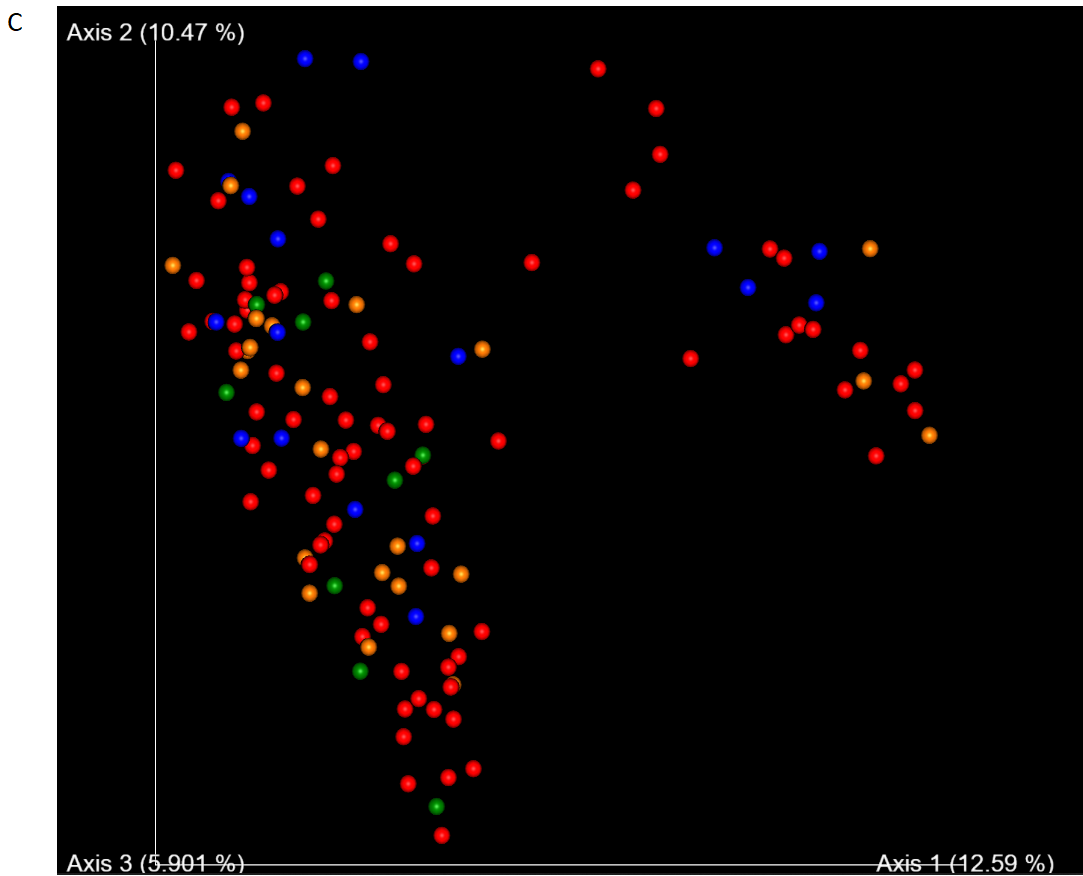 C
Axis 2 (10.47 %)
Axis 3 (5.901 %)
Axis 1 (12.59 %)